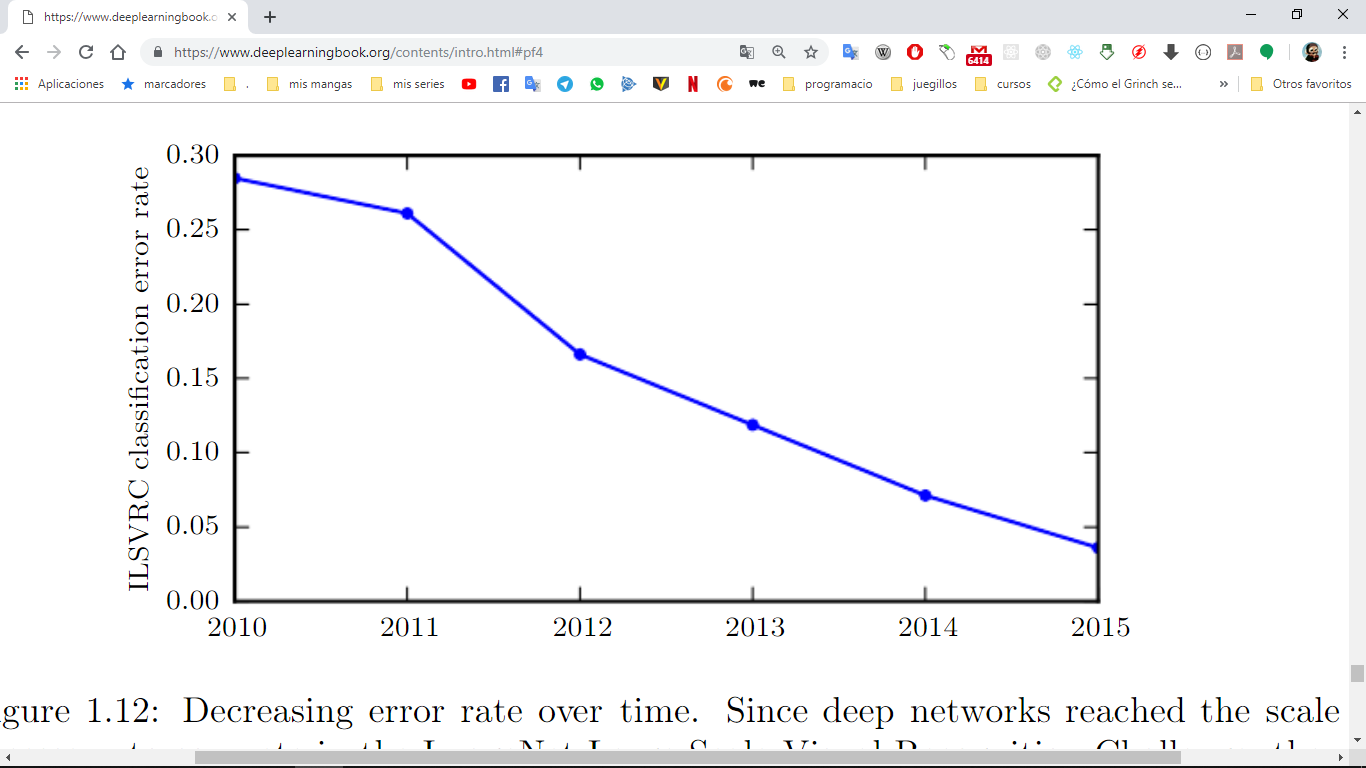 https://www.deeplearningbook.o
https://www.deeplearningbook.org/contents/intro.html#pf4
6414
Aplicaciones
marcadores
.
mis mangas
mis series
we
programacio
juegillos
cursos
¿Cómo el Grinch se...
»
Otros favoritos
ILSVRC classification error rate
0.30
0.25
0.20
0.15
0.10
0.05
0.00
2010 2011 2012 2013 2014 2015
gure 1.12: Decreasing error rate over time. Since deep networks reached the scale